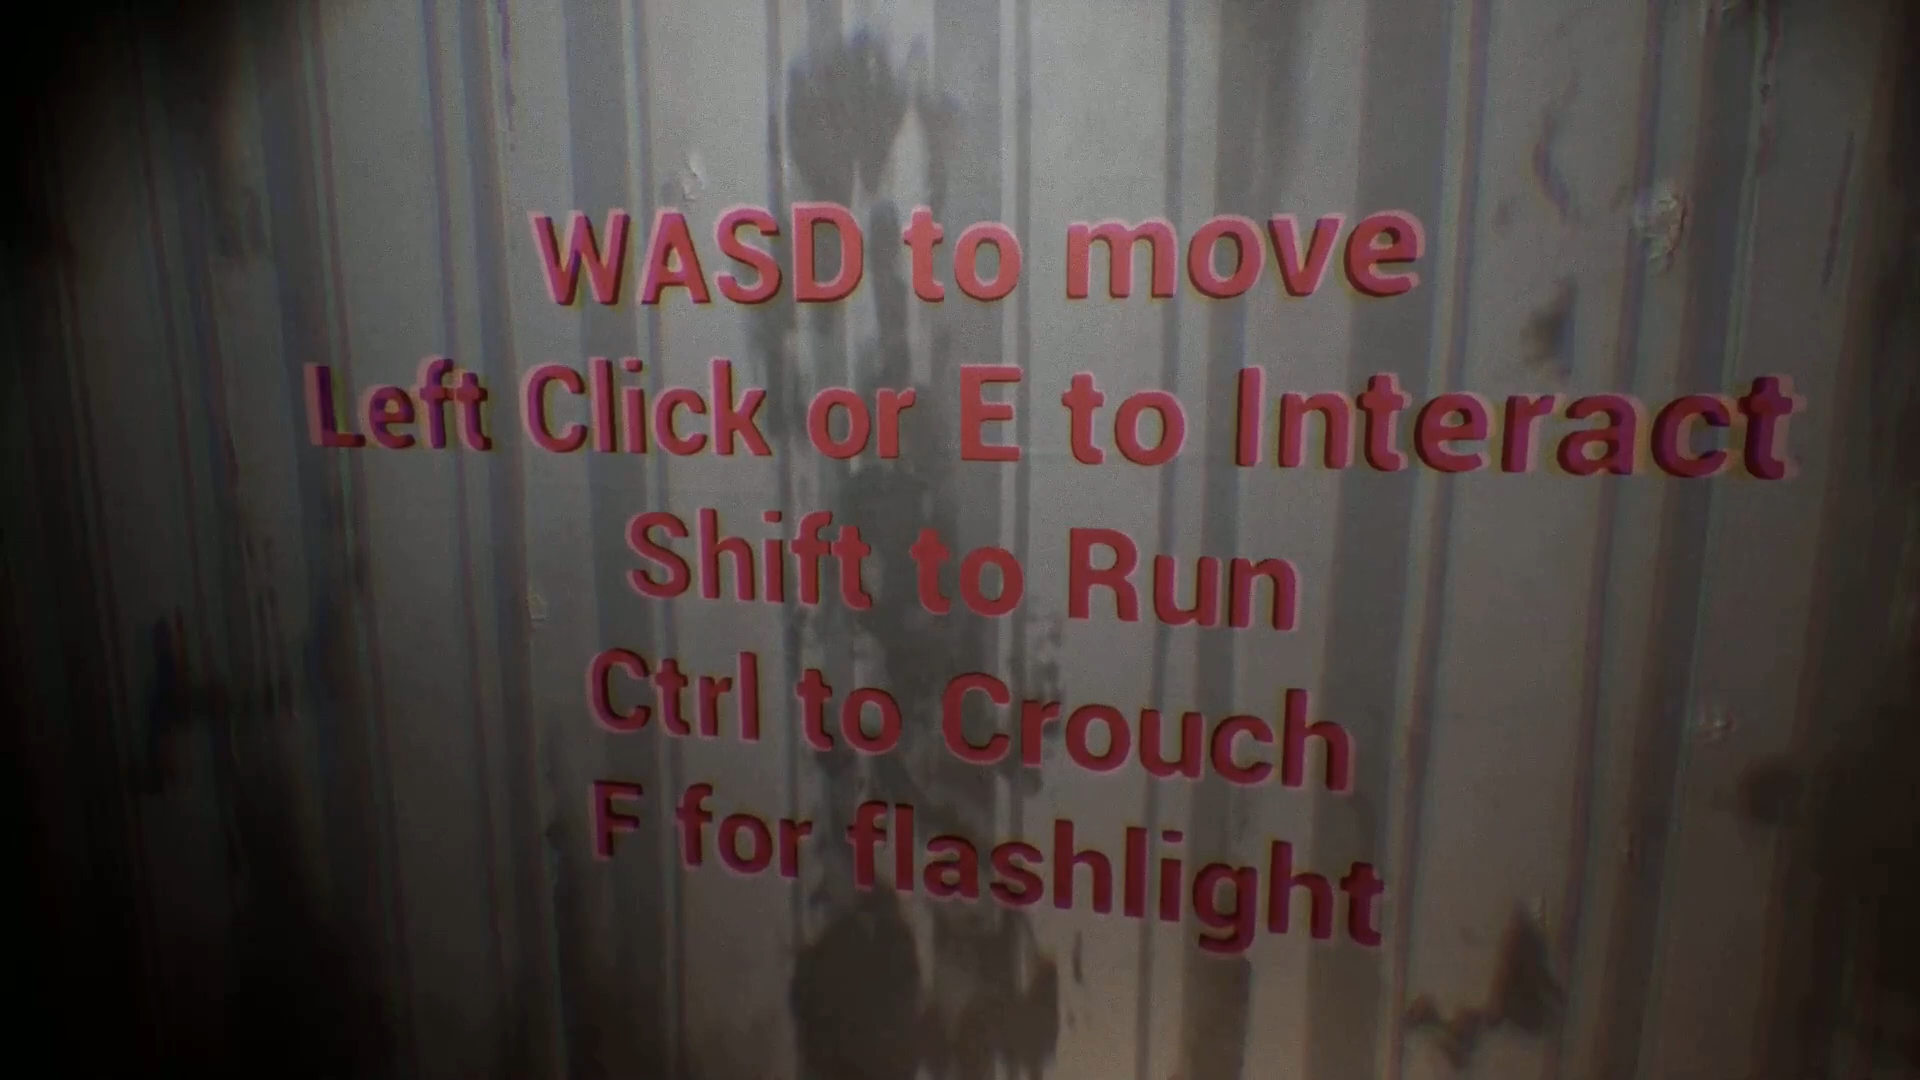 WASD to move
Left Click or E to Interact
Shift to Run
Ctrl to Crouch
F for flashlight